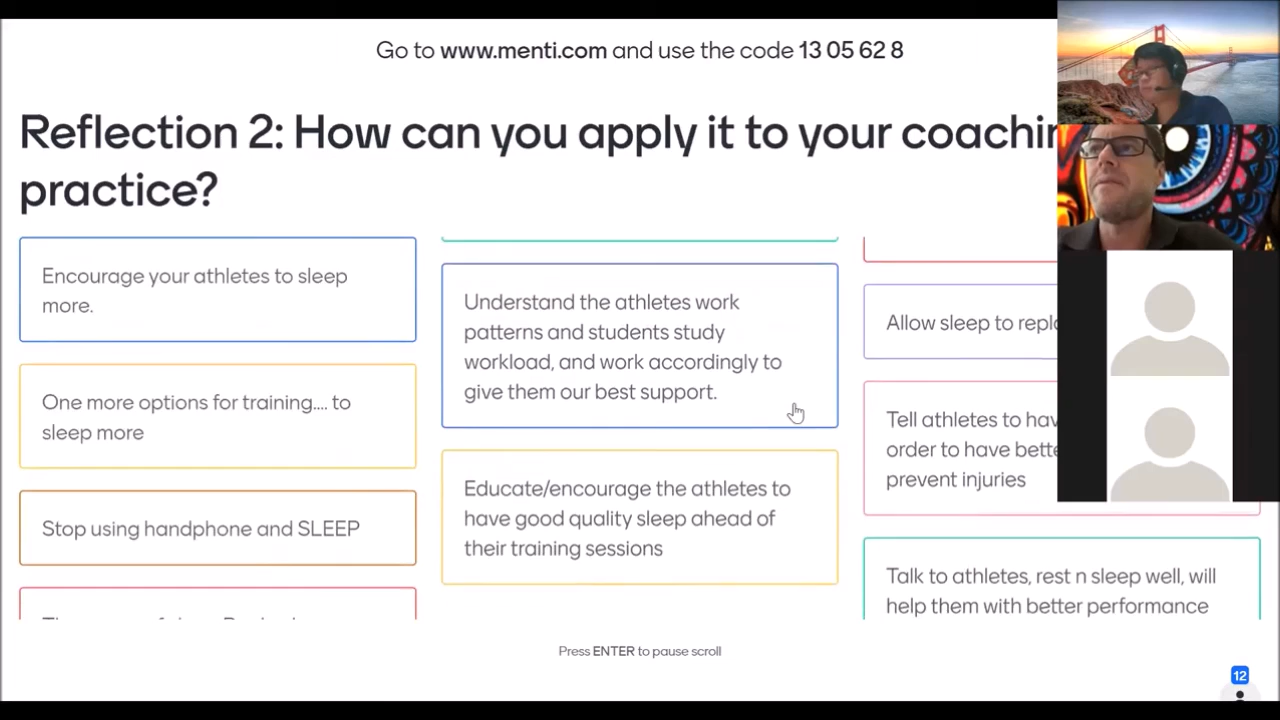 Go to www.menti.com and use the code 13 05 62 8
Reflection 2: How can you apply it to your
practice?
Encourage your athletes to sleep
more.
One more options for training.... to
sleep more
Stop using handphone and SLEEP
Understand the athletes work
patterns and students study
workload, and work accordingly to
give them our best support.
Educate/encourage the athletes to
have good quality sleep ahead of
their training sessions
Allow sleep to
Tell athletes to
order to have
prevent injuries
Talk to athletes, rest n sleep well, will
help them with better performance
Press ENTER to pause scroll
12